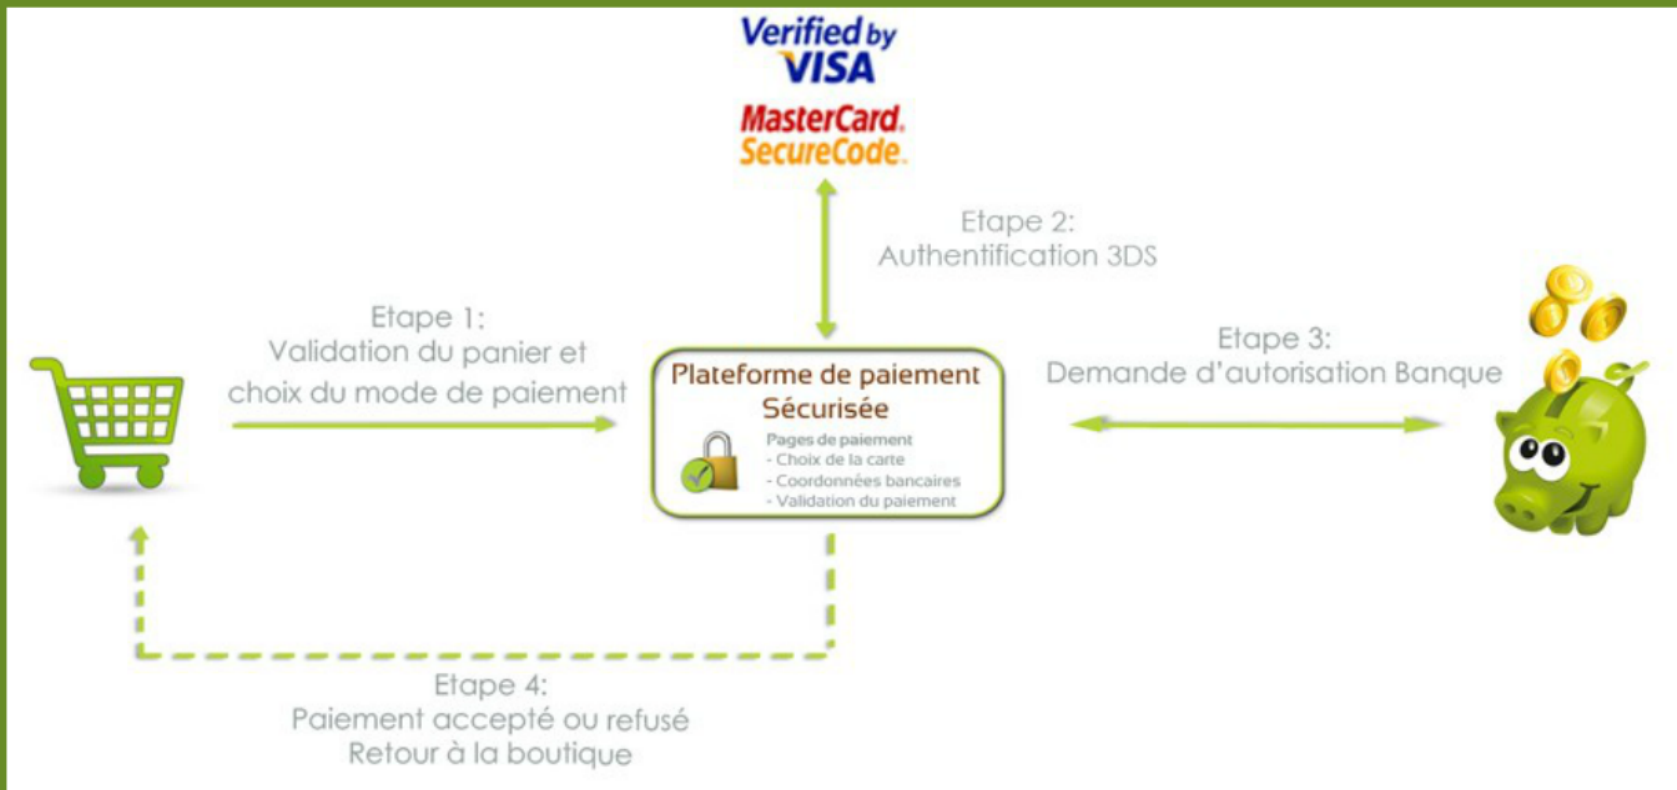 Verified by
VISA
MasterCard.
SecureCode.
Etape 2:
Authentification 3DS
Etape 1:
Validation du panier et
choix du mode de paiement
Plateforme de paiement
Sécurisée
Pages de paiement
- Choix de la carte
- Coordonnées bancaires
- Validation du paiement
Etape 3:
Demande d'autorisation Banque
Etape 4:
Paiement accepté ou refusé
Retour à la boutique